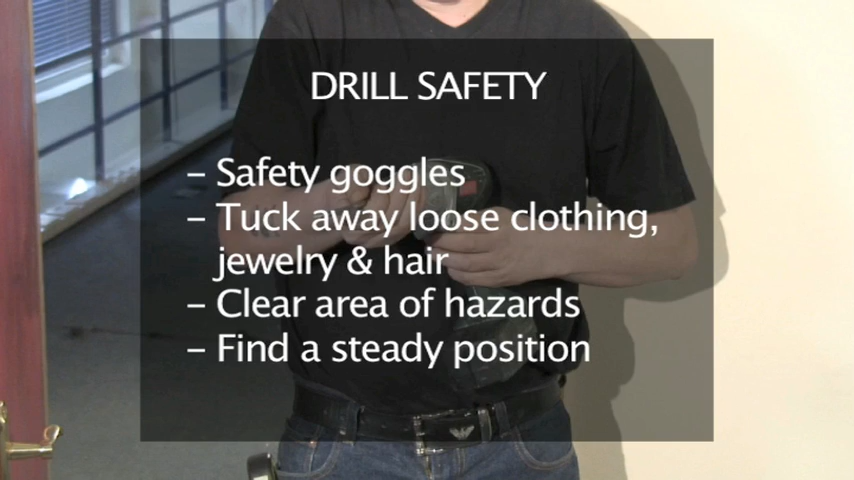 DRILL SAFETY
– Safety goggles
– Tuck away loose clothing,
jewelry & hair
– Clear area of hazards
– Find a steady position